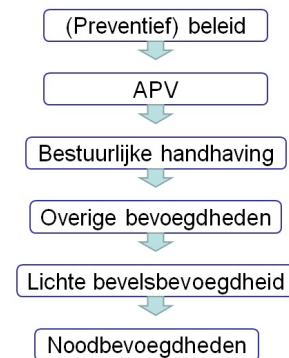 (Preventief) beleid
APV
Bestuurlijke handhaving
Overige bevoegdheden
Lichte bevelsbevoegdheid
Noodbevoegdheden